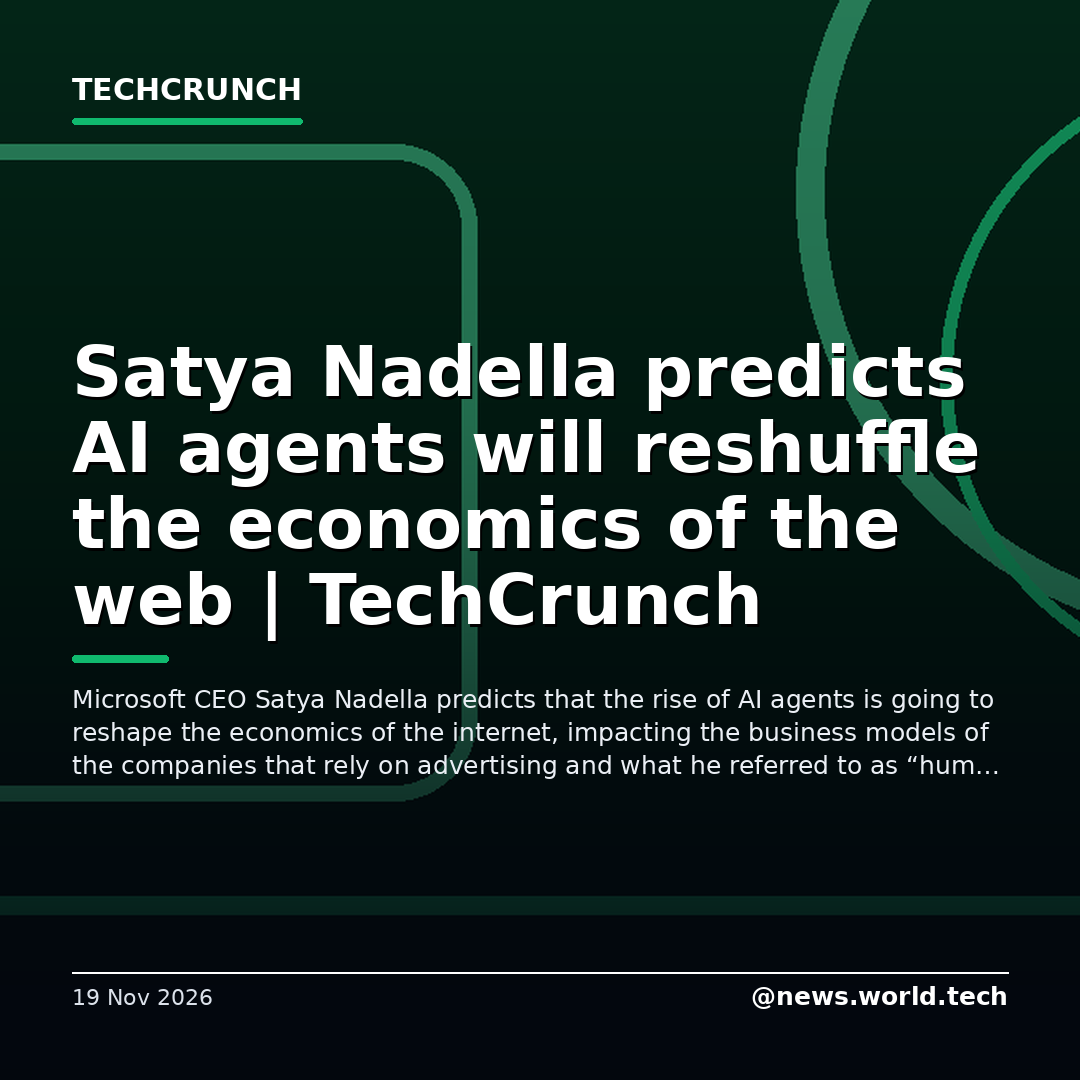 TECHCRUNCH
Satya Nadella predicts
AI agents will reshuffle
the economics of the
web | TechCrunch
Microsoft CEO Satya Nadella predicts that the rise of AI agents is going to
reshape the economics of the internet, impacting the business models of
the companies that rely on advertising and what he referred to as “hum…
19 Nov 2026
@news.world.tech